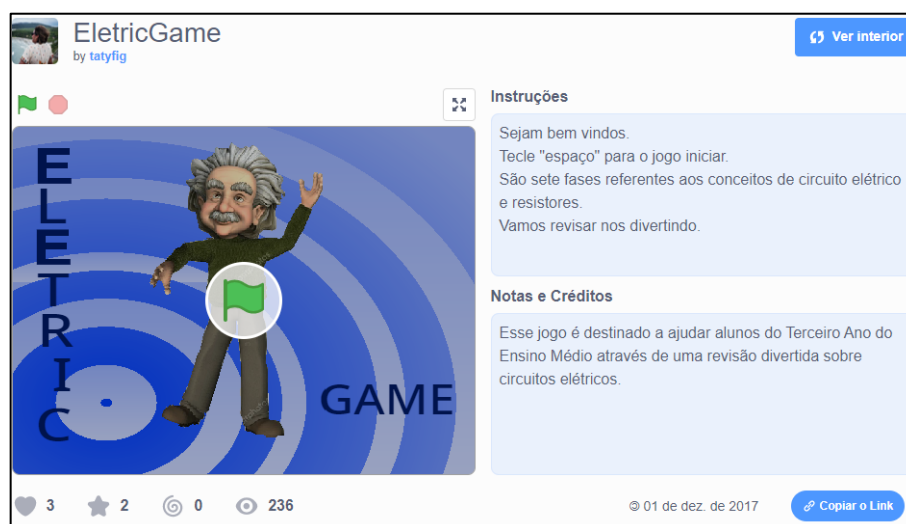 EletricGame
by tatyfig
Ver interior
Instruções
Sejam bem vindos.
Tecle "espaço" para o jogo iniciar.
São sete fases referentes aos conceitos de circuito elétrico
e resistores.
Vamos revisar nos divertindo.
ELETRIC
GAME
Notas e Créditos
Esse jogo é destinado a ajudar alunos do Terceiro Ano do
Ensino Médio através de uma revisão divertida sobre
circuitos elétricos.
3 2 0 236
© 01 de dez. de 2017
Copiar o Link